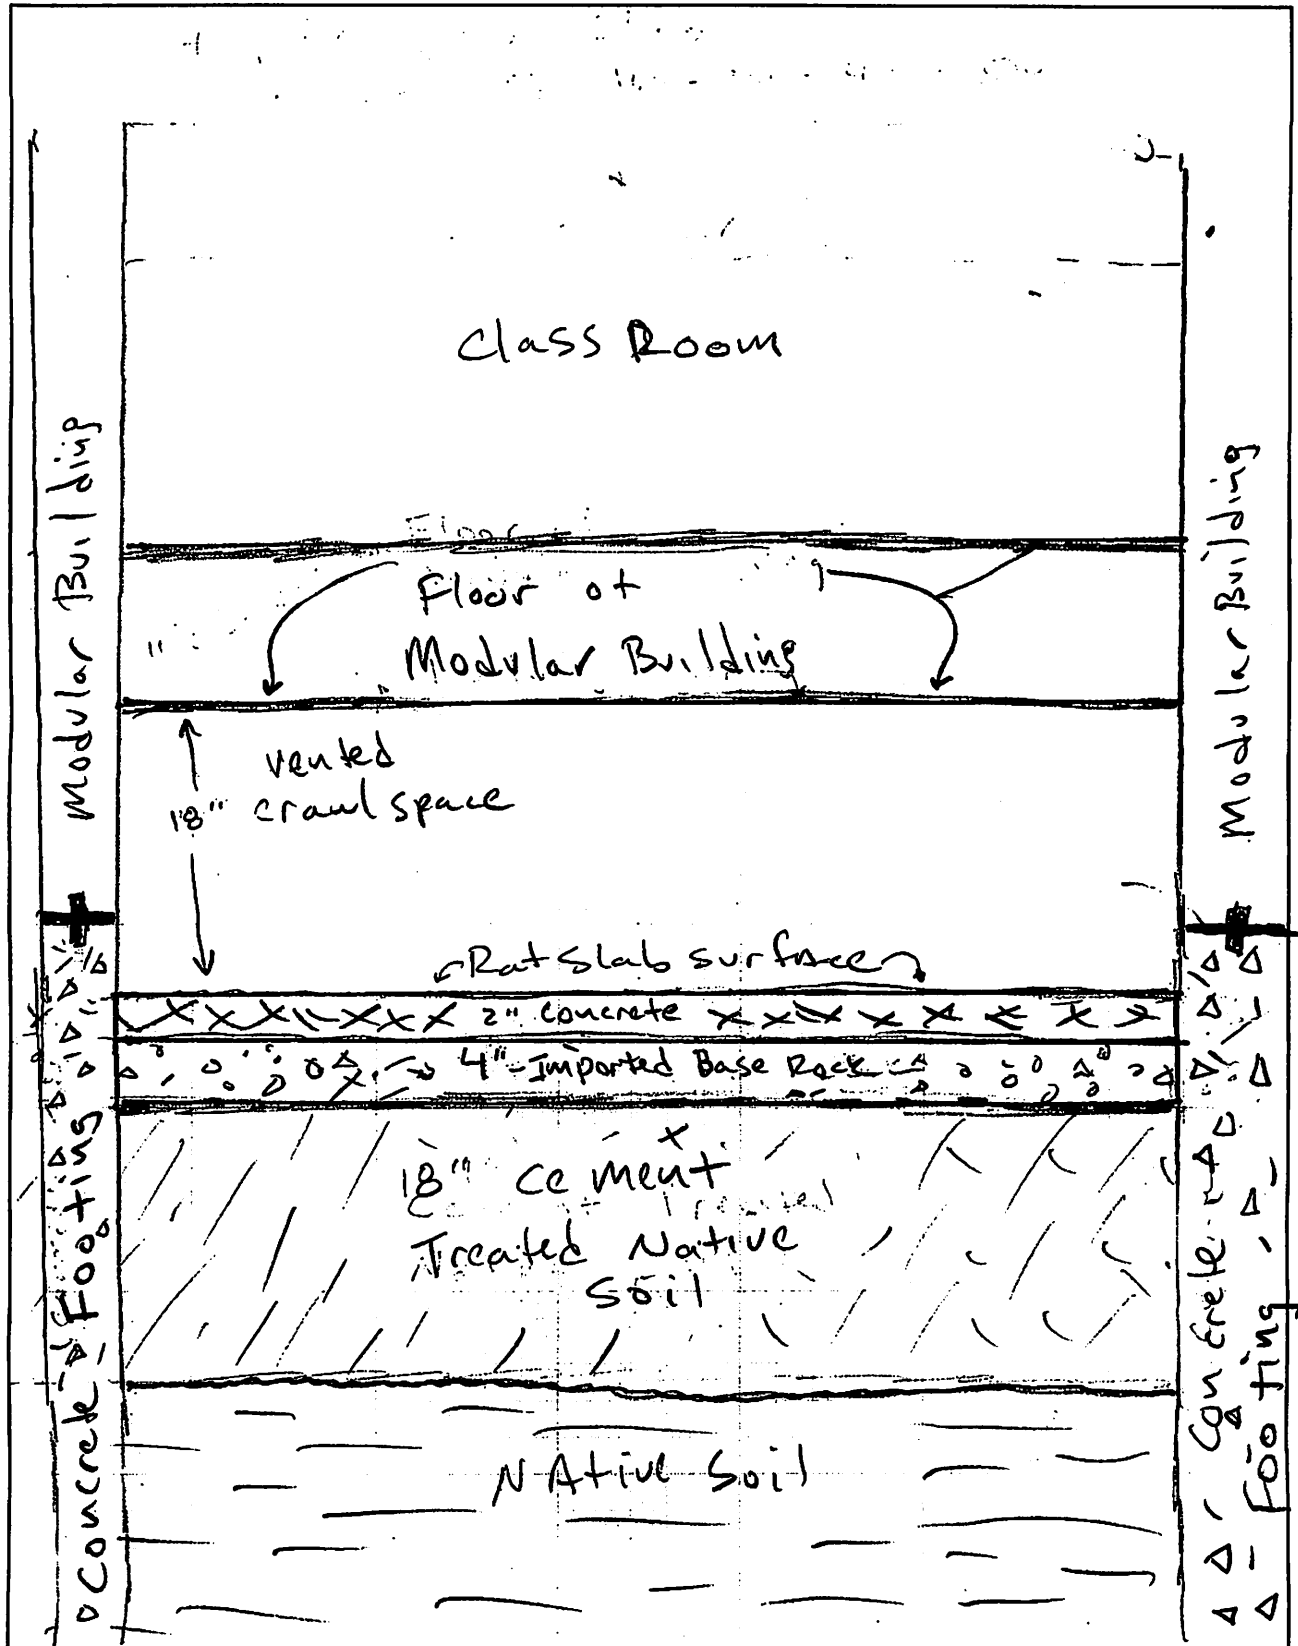 Class Room
Modular Building
Modular Building
Floor
Floor of
Modular Building
vented
18" crawl space
Rat Slab surface
2" concrete
4" Imported Base Rock
18" cement
Treated Native
Soil
NAtive Soil
Concrete
Footing
Concrete
Footing